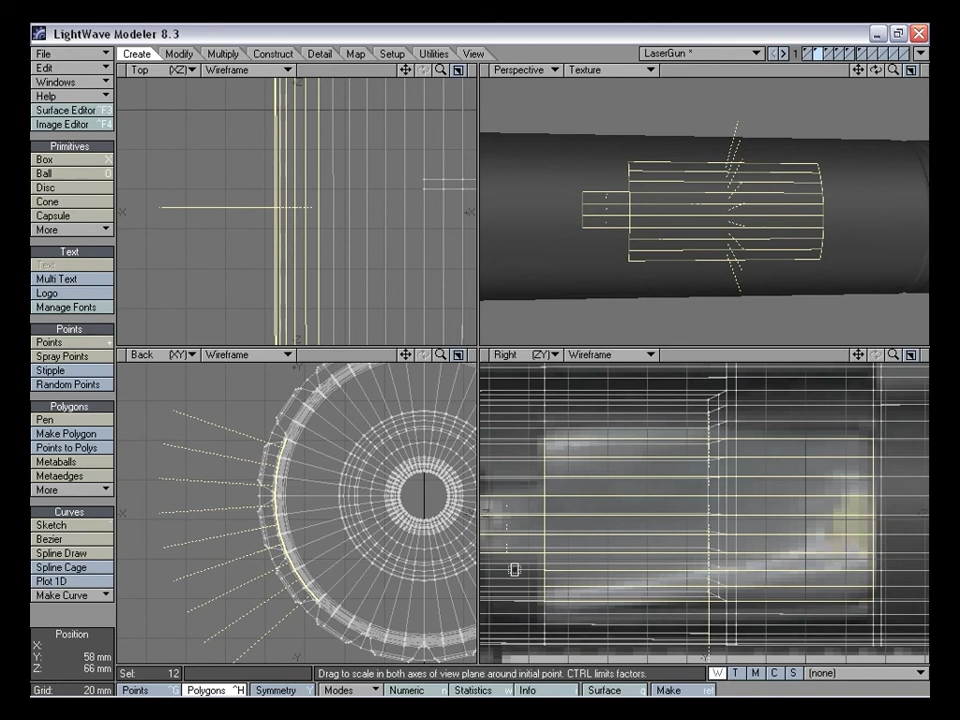 LightWave Modeler 8.3
File
Create Modify Multiply Construct Detail Map Setup Utilities View LaserGun * 1
Edit
Top (XZ) Wireframe Perspective Texture
Windows
Help
Surface Editor F3
Image Editor ^F4
Primitives
Box X
Ball O
Disc
Cone
Capsule
More
Text
Text
Multi Text
Logo
Manage Fonts
Points
Points +
Spray Points
Stipple
Random Points
Back (XY) Wireframe Right (ZY) Wireframe
Polygons
Pen
Make Polygon
Points to Polys
Metaballs
Metaedges
More
Curves
Sketch
Bezier
Spline Draw
Spline Cage
Plot 1D
Make Curve
Position
X:
Y: 58 mm
Z: 66 mm
Sel: 12 Drag to scale in both axes of view plane around initial point. CTRL limits factors. W T M C S (none)
Grid: 20 mm Points ^G Polygons ^H Symmetry Y Modes Numeric n Statistics w Info i Surface q Make ret